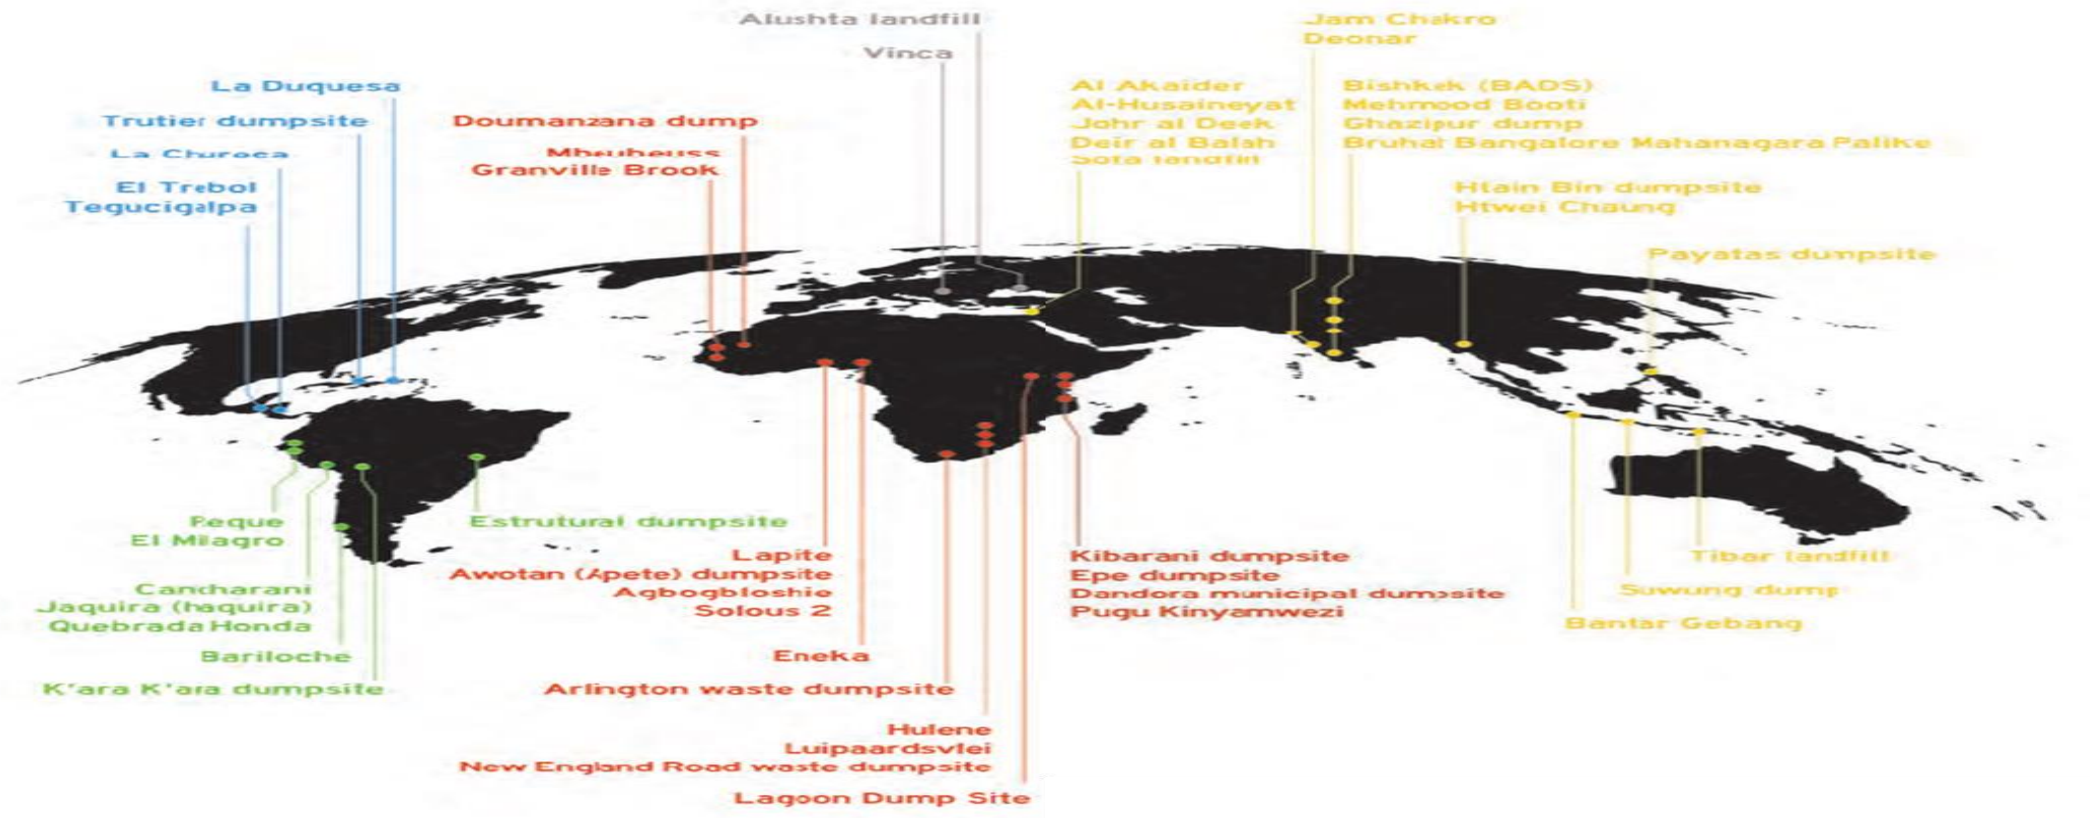 Alushta landfill
Vinca
La Duquesa
Trutier dumpsite
La Chureca
El Trebol
Tegucigalpa
Doumanzana dump
Mbeubeuss
Granville Brook
Jam Chakro
Deonar
Al Akaider
Al-Husaineyat
Johr al Deek
Deir al Balah
Sofa landfill
Bishkek (BADS)
Mehmood Booti
Ghazipur dump
Bruhat Bangalore Mahanagara Palike
Hlain Bin dumpsite
Htwei Chaung
Payatas dumpsite
Reque
El Milagro
Cancharani
Jaquira (haquira)
Quebrada Honda
Bariloche
K'ara K'ara dumpsite
Estrutural dumpsite
Lapite
Awotan (Apete) dumpsite
Agbogbloshie
Solous 2
Eneka
Arlington waste dumpsite
Hulene
Luipaardsvlei
New England Road waste dumpsite
Lagoon Dump Site
Kibarani dumpsite
Epe dumpsite
Dandora municipal dumpsite
Pugu Kinyamwezi
Tibar landfill
Suwung dump
Bantar Gebang